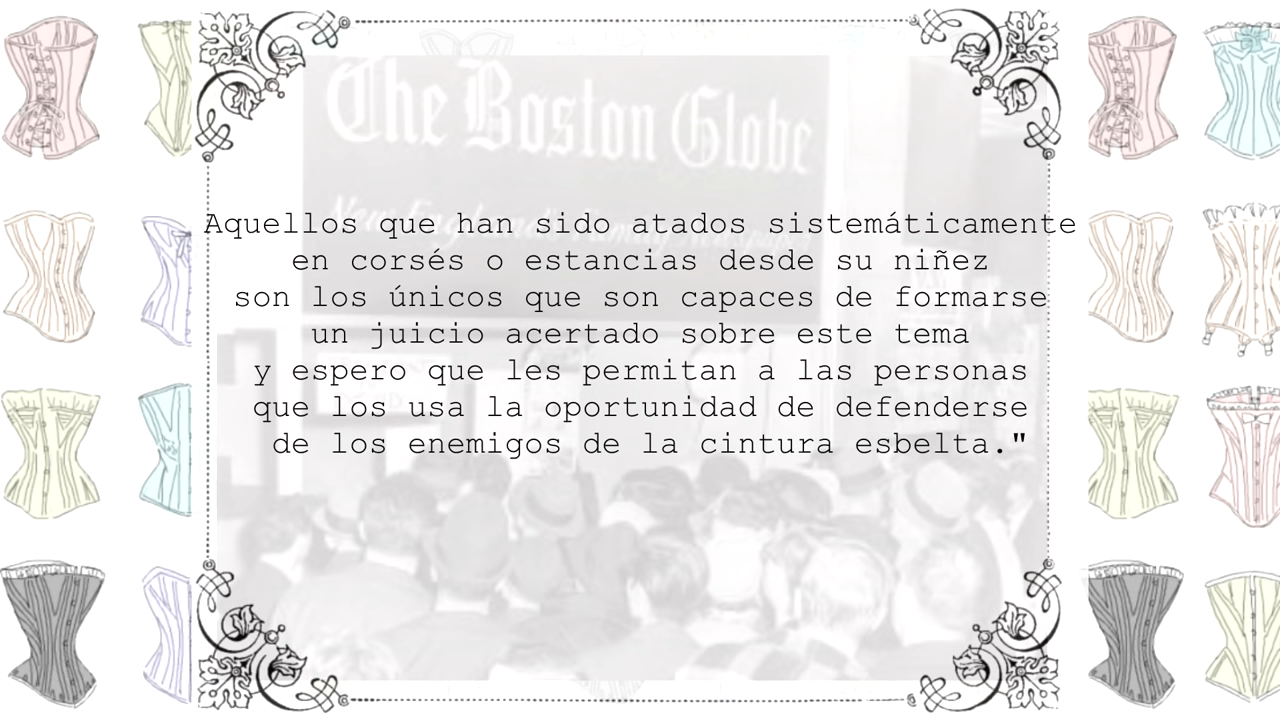 The Boston Globe
Aquellos que han sido atados sistemáticamente
en corsés o estancias desde su niñez
son los únicos que son capaces de formarse
un juicio acertado sobre este tema
y espero que les permitan a las personas
que los usa la oportunidad de defenderse
de los enemigos de la cintura esbelta."